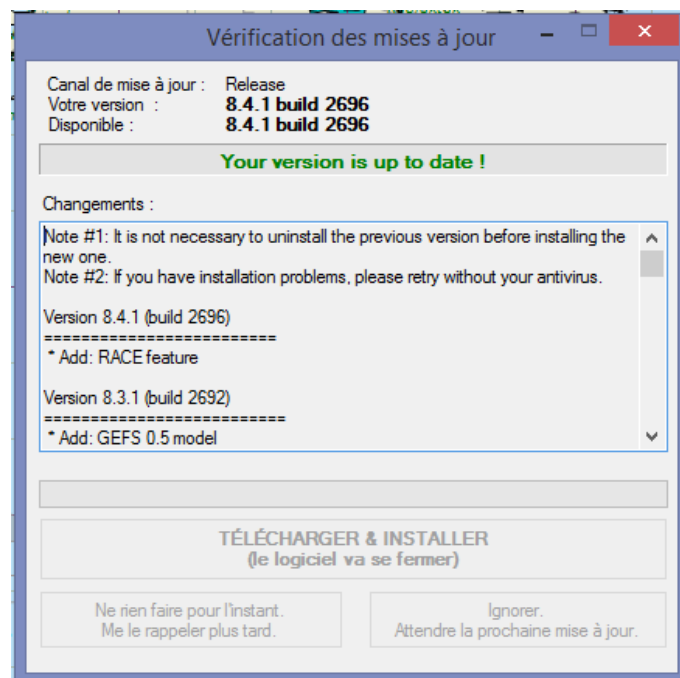 Vérification des mises à jour
Canal de mise à jour : Release
Votre version : 8.4.1 build 2696
Disponible : 8.4.1 build 2696
Your version is up to date !
Changements :
Note #1: It is not necessary to uninstall the previous version before installing the
new one.
Note #2: If you have installation problems, please retry without your antivirus.
Version 8.4.1 (build 2696)
=========================
* Add: RACE feature
Version 8.3.1 (build 2692)
==========================
* Add: GEFS 0.5 model
TÉLÉCHARGER & INSTALLER
(le logiciel va se fermer)
Ne rien faire pour l'instant.
Me le rappeler plus tard.
Ignorer.
Attendre la prochaine mise à jour.